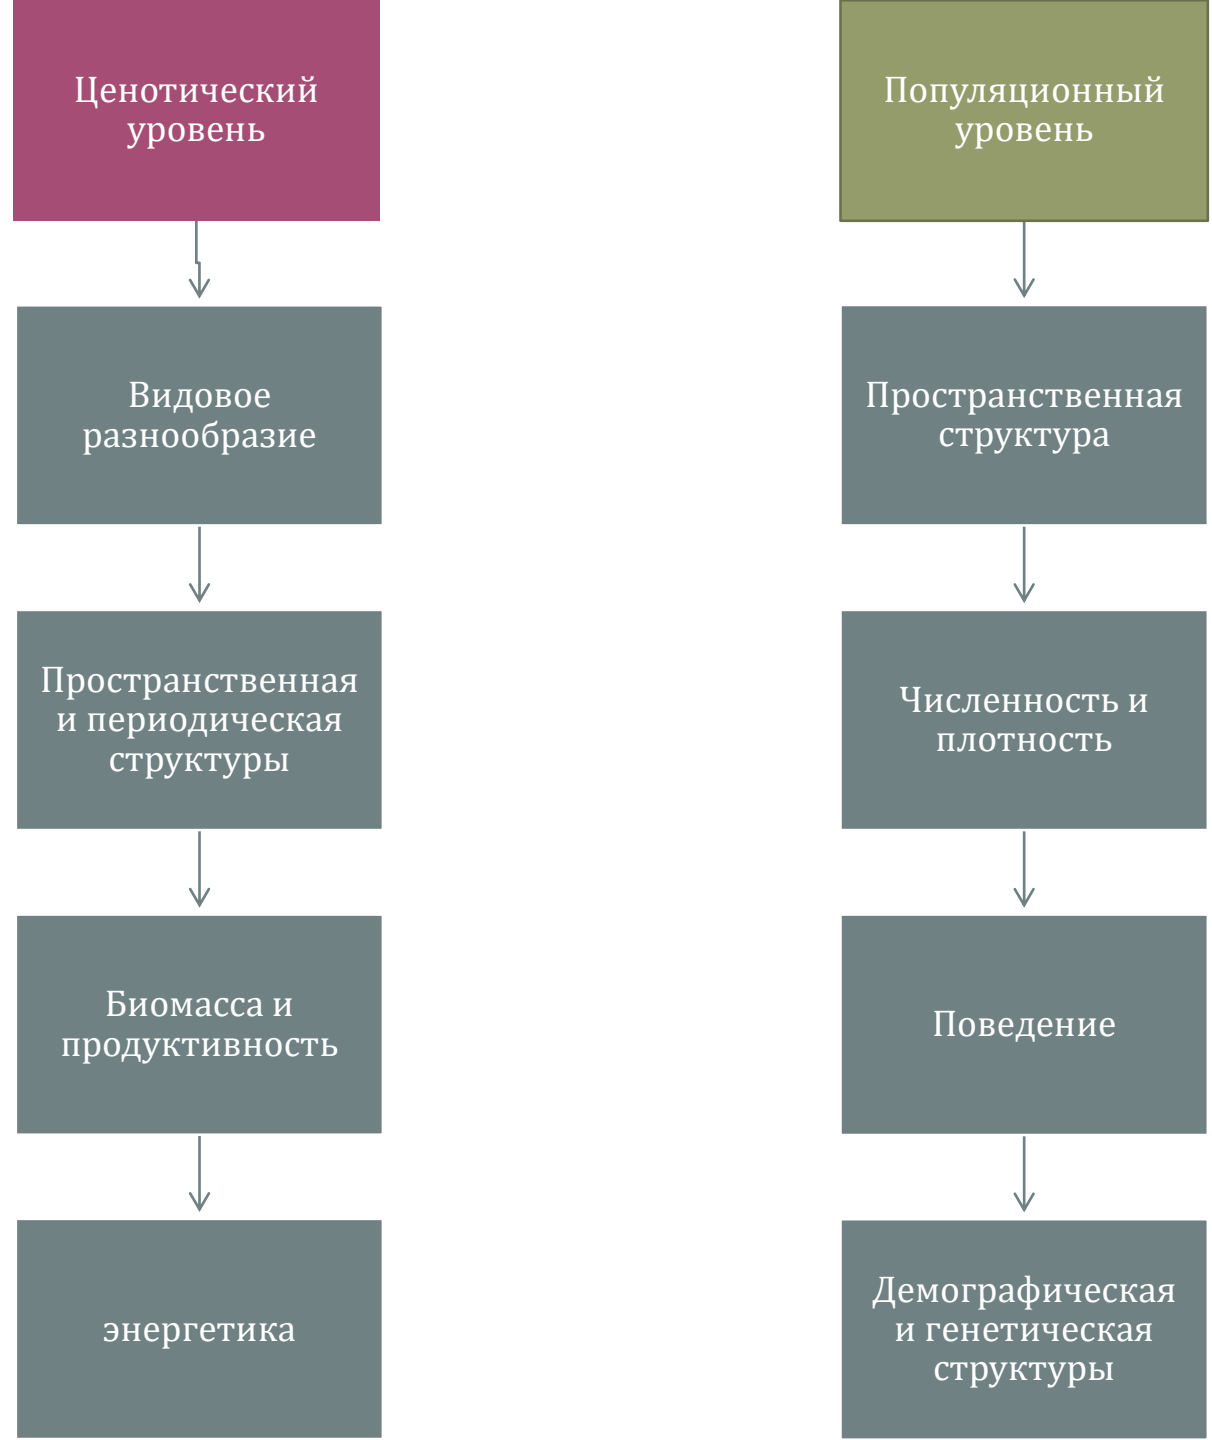 Ценотический
уровень
Видовое
разнообразие
Пространственная
и периодическая
структуры
Биомасса и
продуктивность
энергетика
Популяционный
уровень
Пространственная
структура
Численность и
плотность
Поведение
Демографическая
и генетическая
структуры